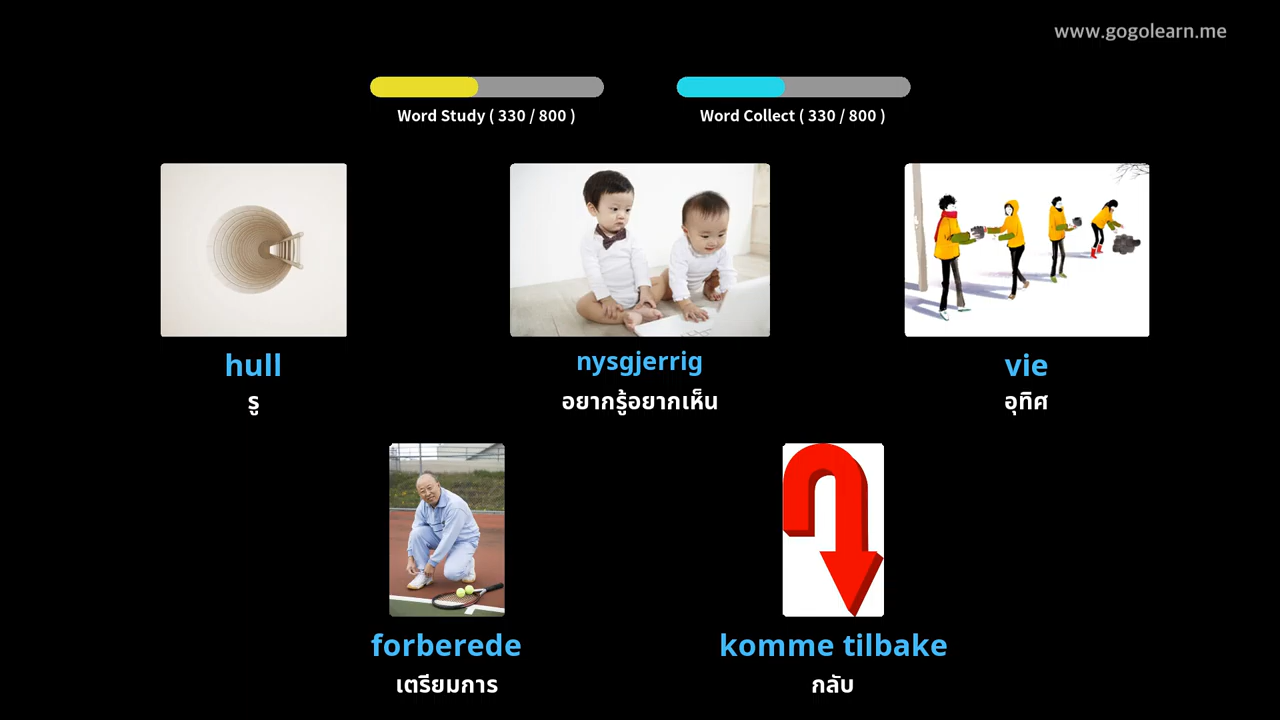 www.gogolearn.me
Word Study ( 330 / 800 )
Word Collect ( 330 / 800 )
hull
รู
nysgjerrig
อยากรู้อยากเห็น
vie
อุทิศ
forberede
เตรียมการ
komme tilbake
กลับ